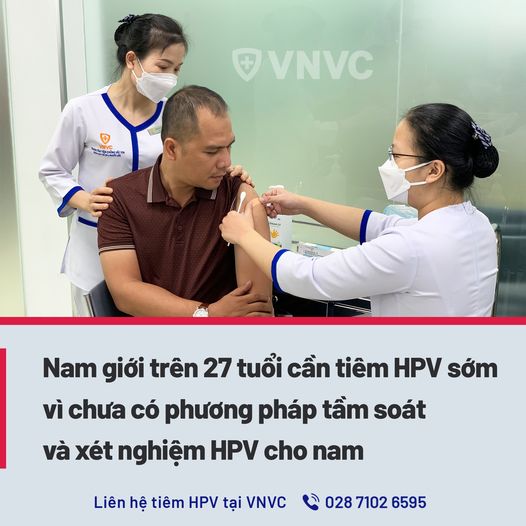 VNVC
VNVC
Nam giới trên 27 tuổi cần tiêm HPV sớm
vì chưa có phương pháp tầm soát
và xét nghiệm HPV cho nam
Liên hệ tiêm HPV tại VNVC 028 7102 6595